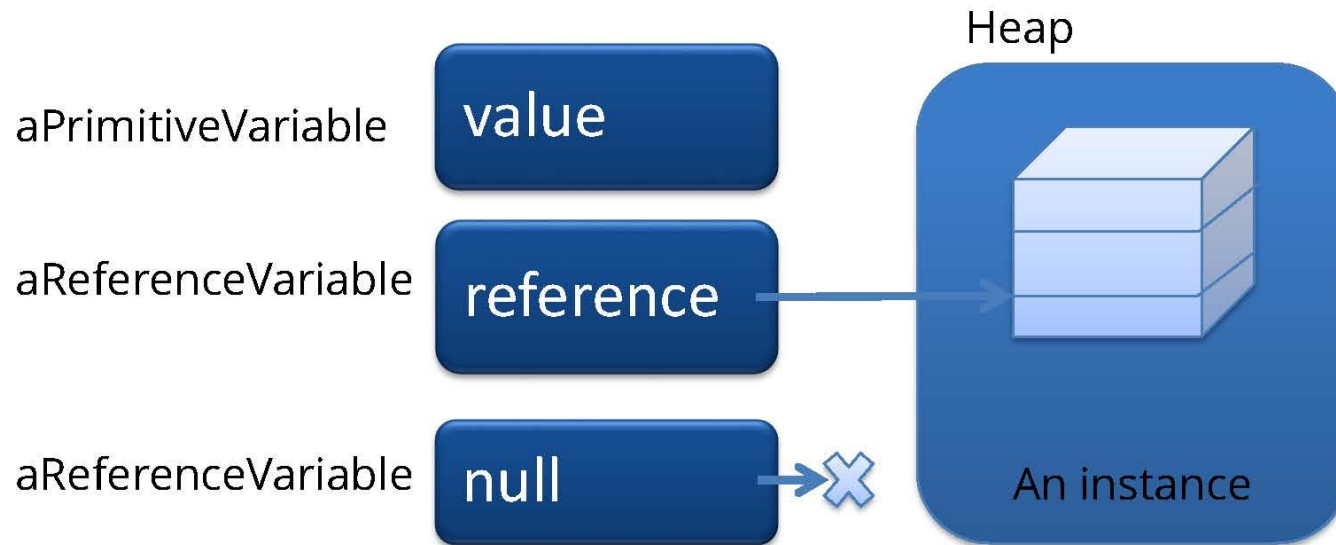 Heap
aPrimitiveVariable
value
aReferenceVariable
reference
aReferenceVariable
null
An instance